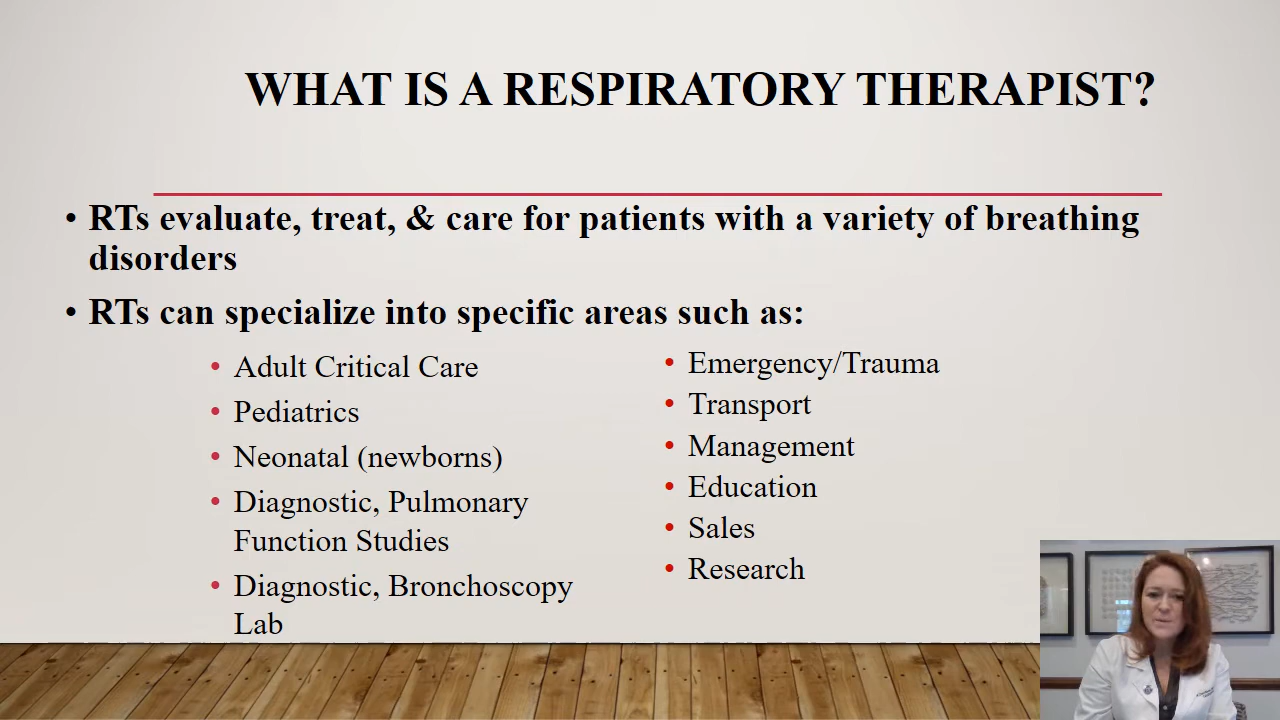 WHAT IS A RESPIRATORY THERAPIST?
• RTs evaluate, treat, & care for patients with a variety of breathing
disorders
• RTs can specialize into specific areas such as:
• Adult Critical Care
• Pediatrics
• Neonatal (newborns)
• Diagnostic, Pulmonary
Function Studies
• Diagnostic, Bronchoscopy
Lab
• Emergency/Trauma
• Transport
• Management
• Education
• Sales
• Research